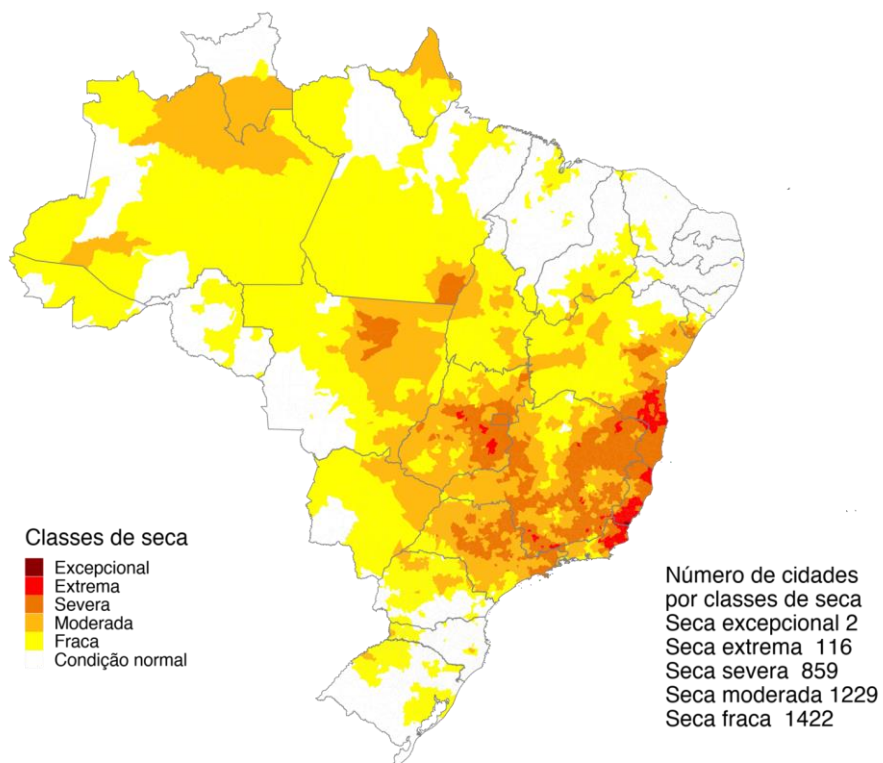 Classes de seca
Excepcional
Extrema
Severa
Moderada
Fraca
Condição normal
Número de cidades
por classes de seca
Seca excepcional 2
Seca extrema 116
Seca severa 859
Seca moderada 1229
Seca fraca 1422